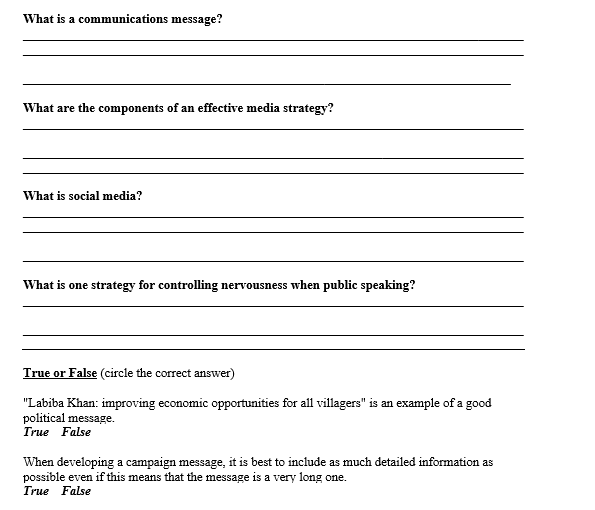 What is a communications message?
What are the components of an effective media strategy?
What is social media?
What is one strategy for controlling nervousness when public speaking?
True or False (circle the correct answer)
"Labiba Khan: improving economic opportunities for all villagers" is an example of a good
political message.
True False
When developing a campaign message, it is best to include as much detailed information as
possible even if this means that the message is a very long one.
True False